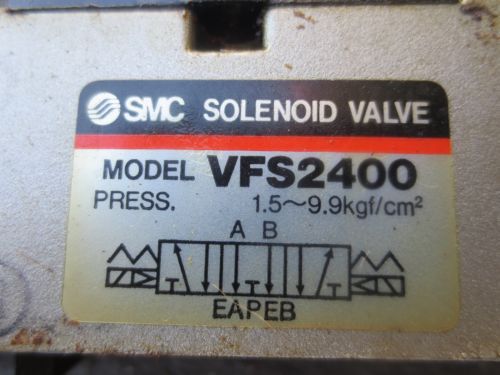 SMC SOLENOID VALVE
MODEL VFS2400
PRESS. 1.5～9.9kgf/cm²
A B
EAPEB